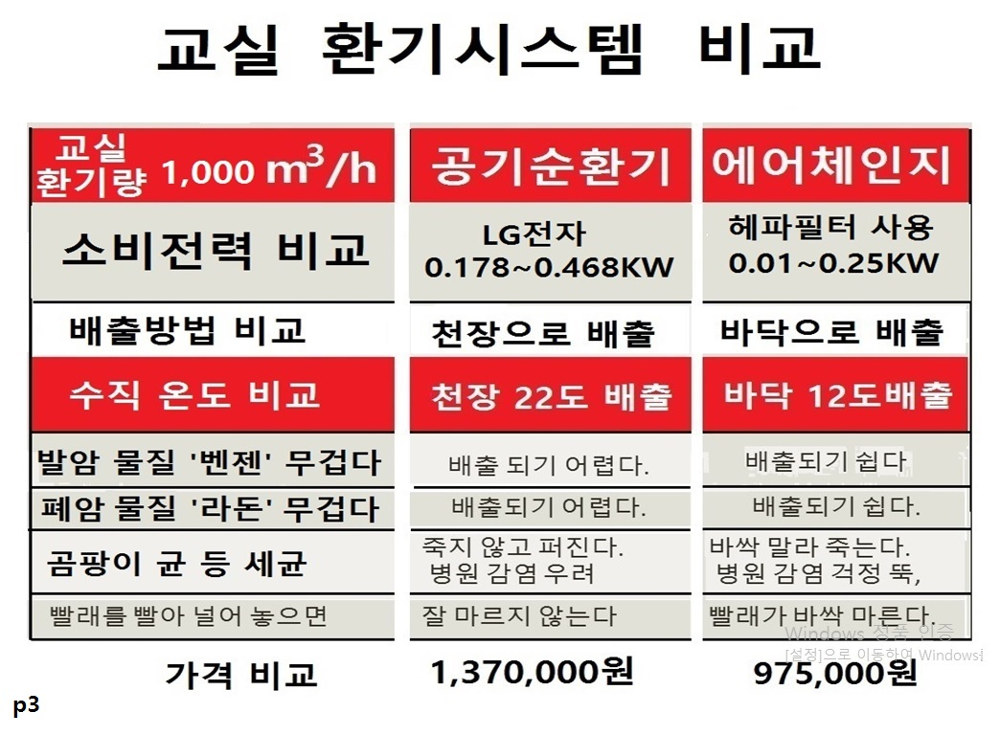 교실 환기시스템 비교
교실 환기량 1,000 m³/h 공기순환기 에어체인지
소비전력 비교 LG전자 0.178~0.468KW 헤파필터 사용 0.01~0.25KW
배출방법 비교 천장으로 배출 바닥으로 배출
수직 온도 비교 천장 22도 배출 바닥 12도배출
발암 물질 '벤젠' 무겁다 배출 되기 어렵다. 배출되기 쉽다
폐암 물질 '라돈' 무겁다 배출되기 어렵다. 배출되기 쉽다.
곰팡이 균 등 세균 죽지 않고 퍼진다. 병원 감염 우려 바싹 말라 죽는다. 병원 감염 걱정 뚝,
빨래를 빨아 널어 놓으면 잘 마르지 않는다 빨래가 바싹 마른다.
Windows 정품 인증
[설정]으로 이동하여 Windows를
가격 비교 1,370,000원 975,000원
p3